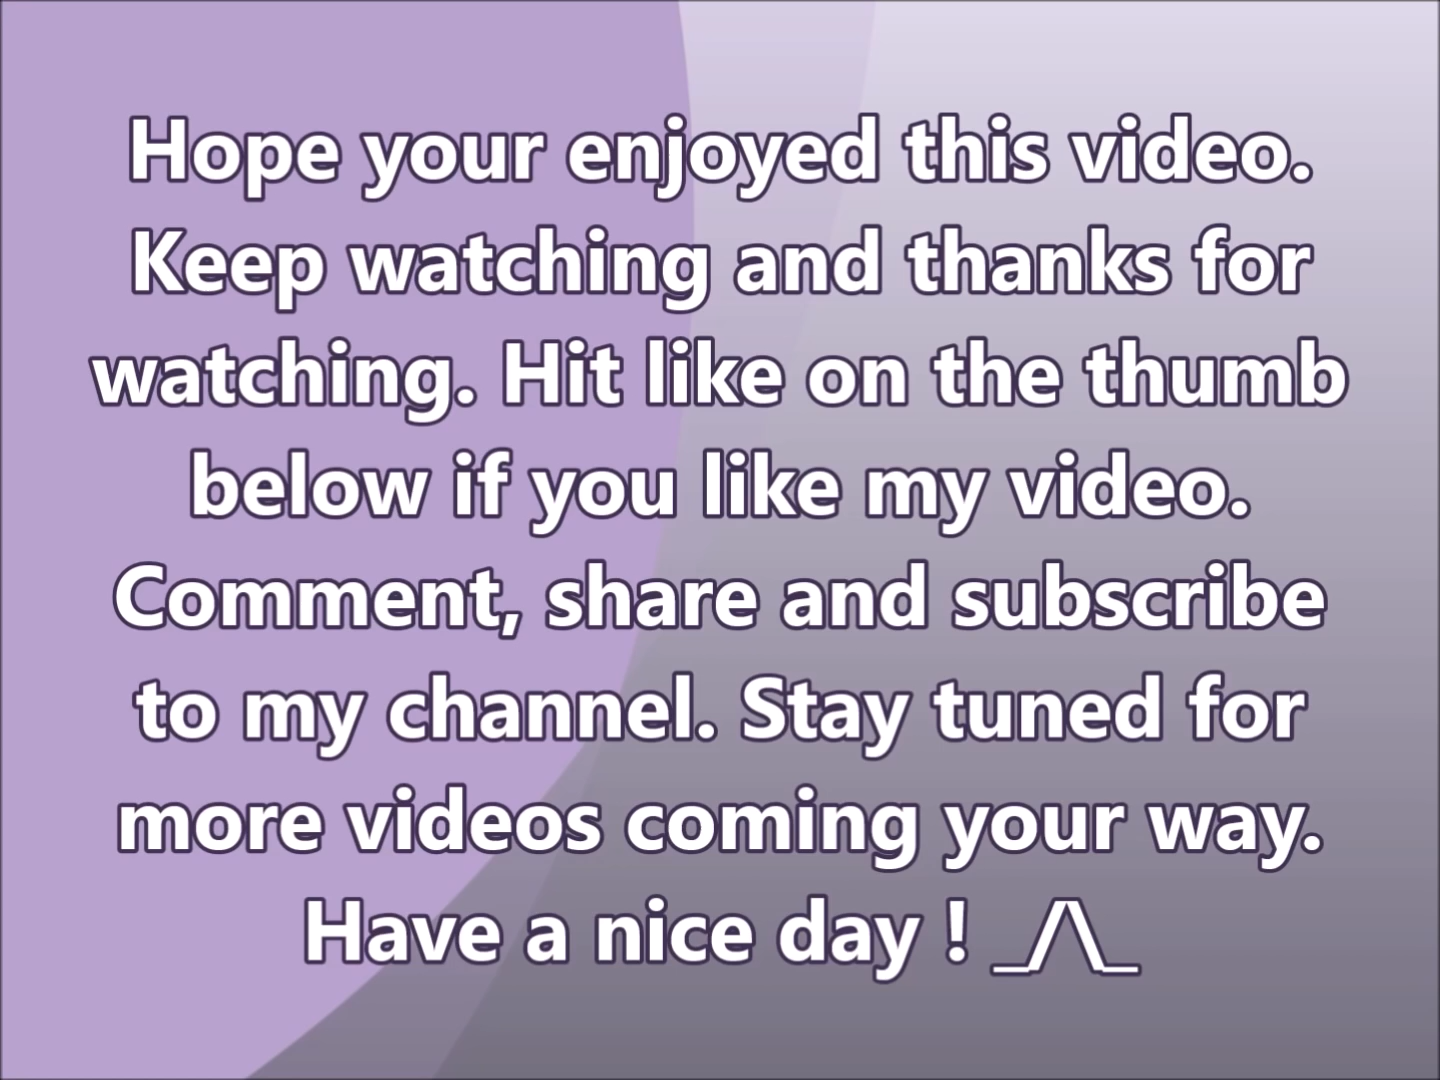 Hope your enjoyed this video.
Keep watching and thanks for
watching. Hit like on the thumb
below if you like my video.
Comment, share and subscribe
to my channel. Stay tuned for
more videos coming your way.
Have a nice day ! _/\_